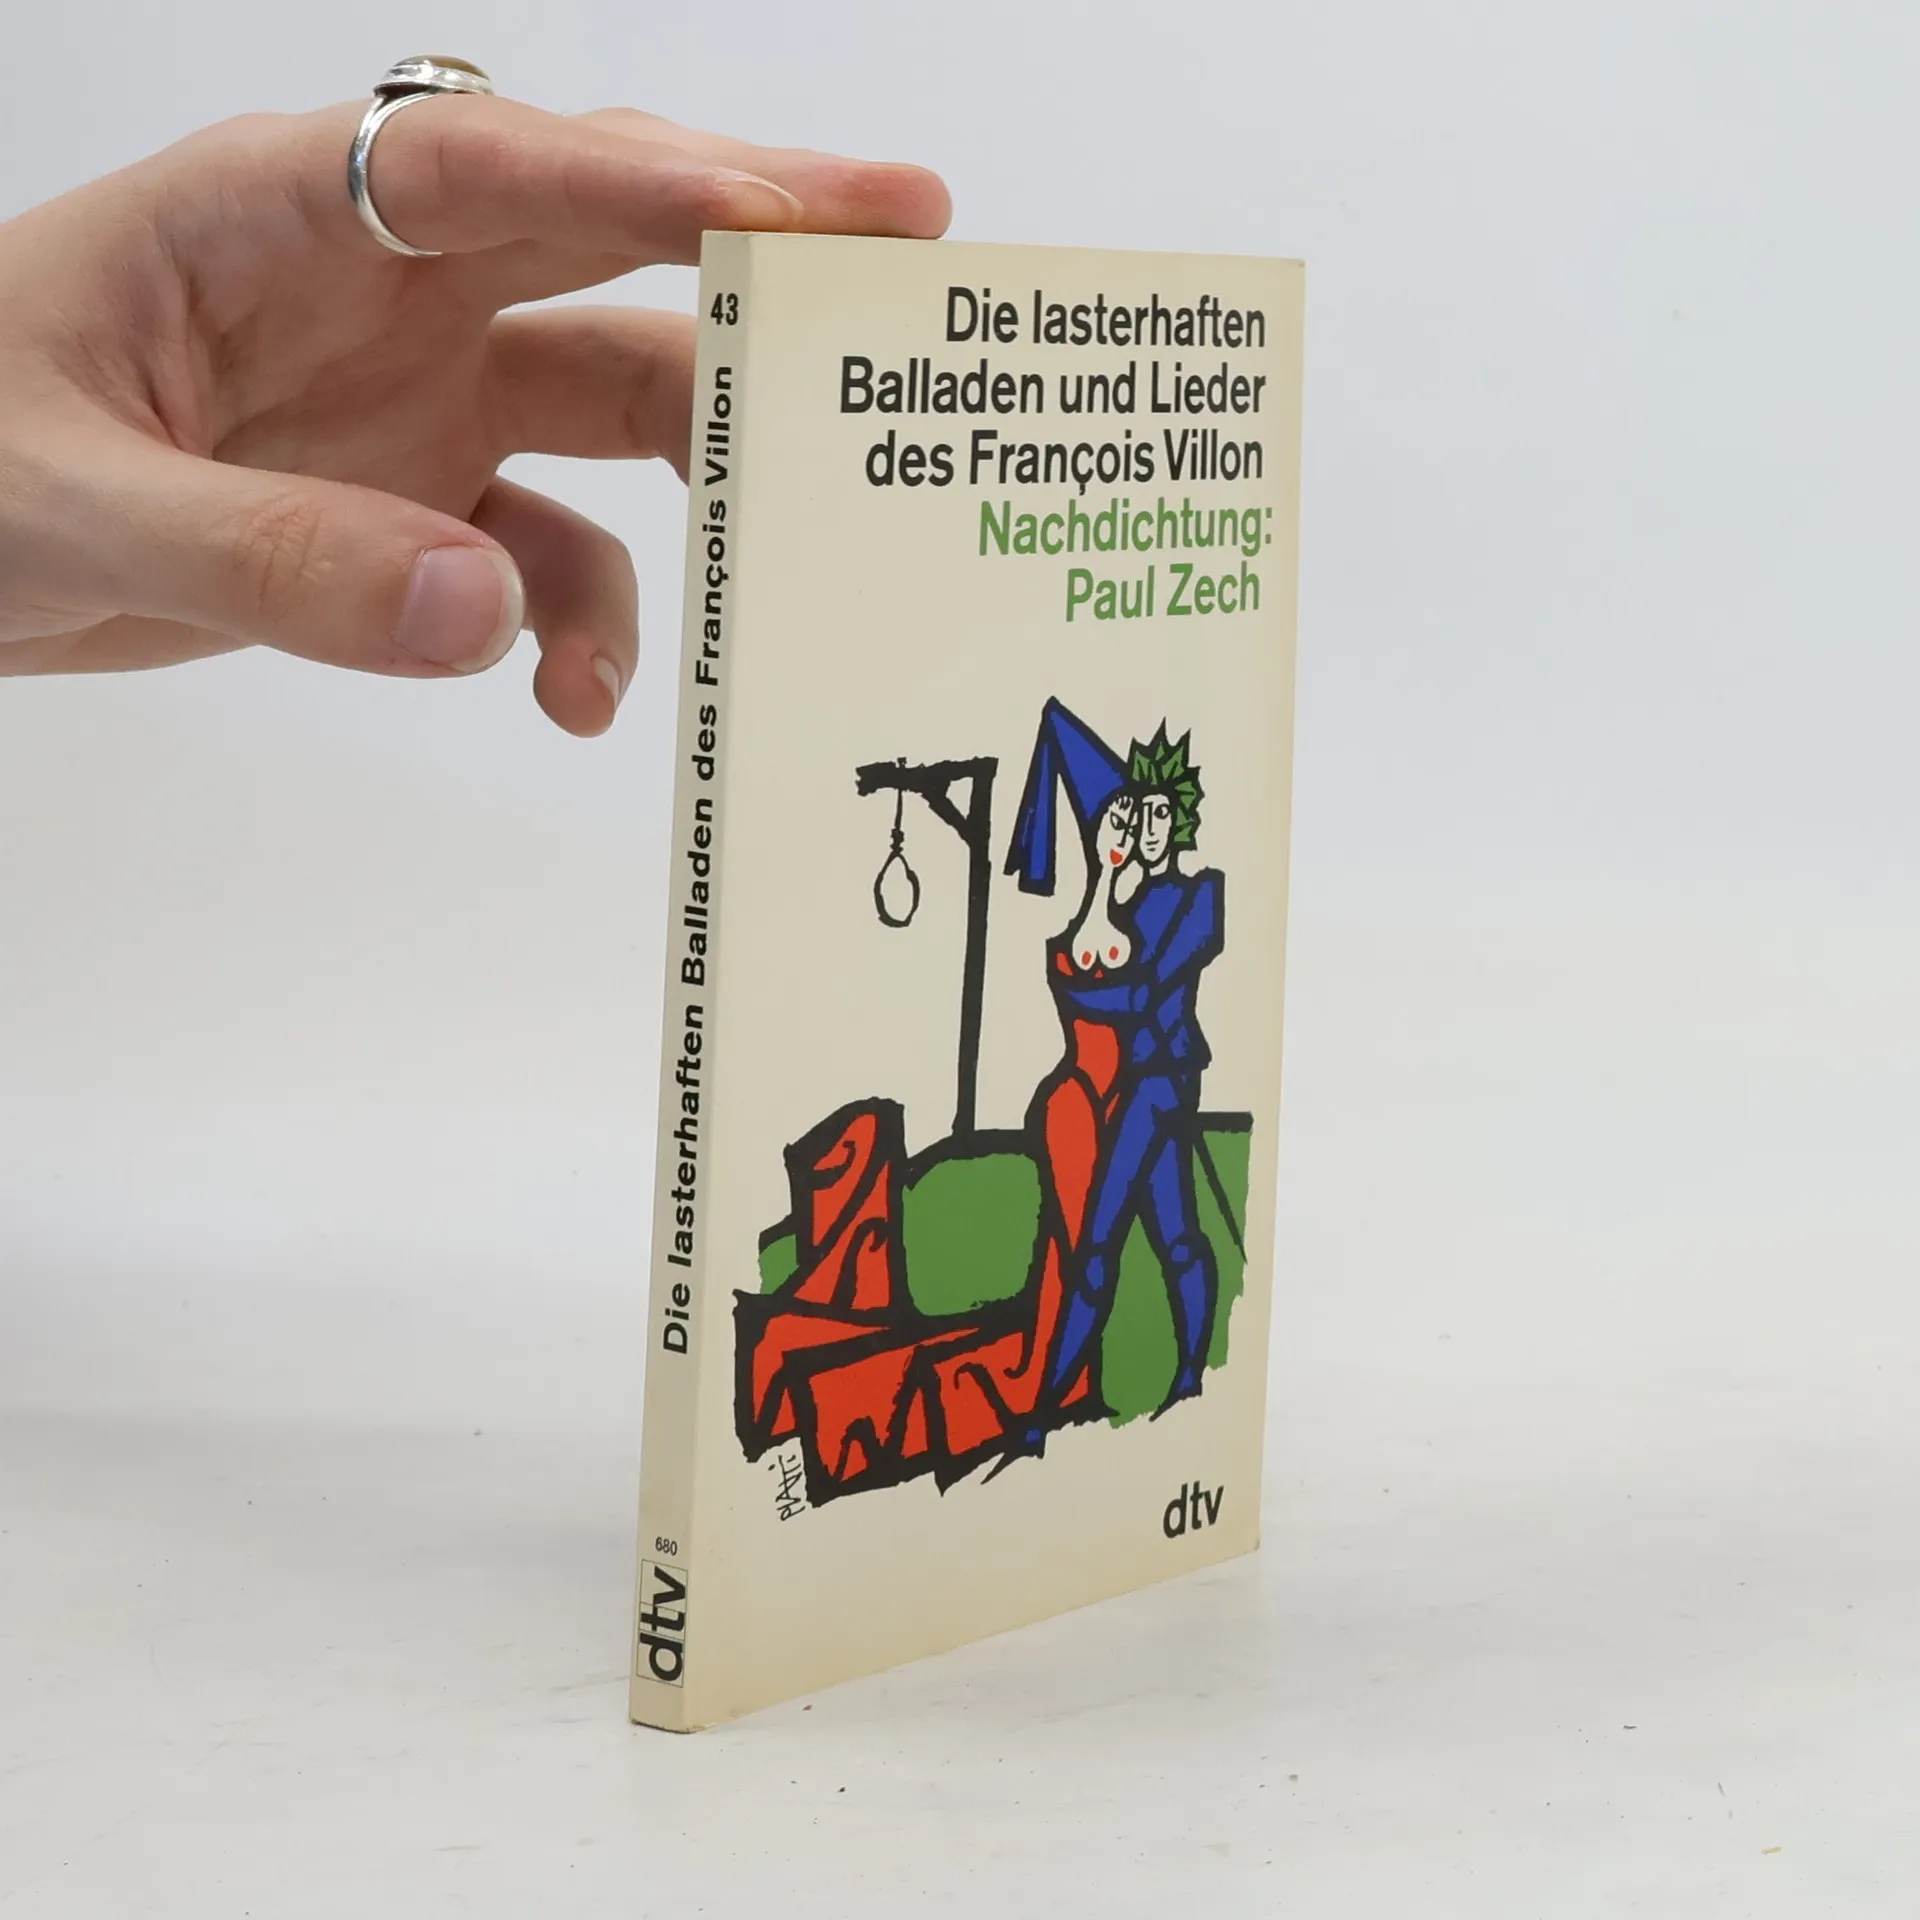 Die lasterhaften
Balladen und Lieder
des François Villon
Nachdichtung:
Paul Zech
dtv
43
Die lasterhaften Balladen des François Villon
680
dtv